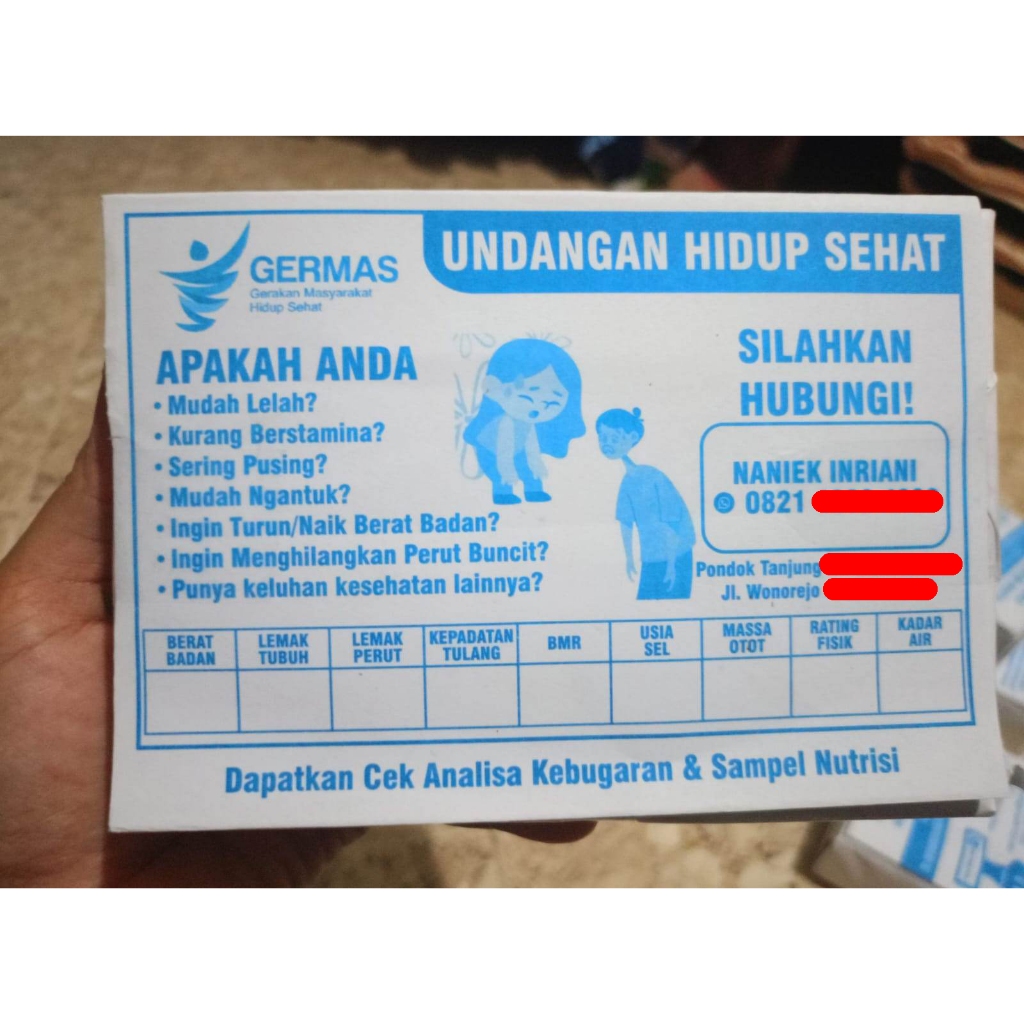 GERMAS
Gerakan Masyarakat
Hidup Sehat
UNDANGAN HIDUP SEHAT
APAKAH ANDA
• Mudah Lelah?
• Kurang Berstamina?
• Sering Pusing?
• Mudah Ngantuk?
• Ingin Turun/Naik Berat Badan?
• Ingin Menghilangkan Perut Buncit?
• Punya keluhan kesehatan lainnya?
SILAHKAN
HUBUNGI!
NANIEK INRIANI
0821
Pondok Tanjung
Jl. Wonorejo
BERAT BADAN
LEMAK TUBUH
LEMAK PERUT
KEPADATAN TULANG
BMR
USIA SEL
MASSA OTOT
RATING FISIK
KADAR AIR
Dapatkan Cek Analisa Kebugaran & Sampel Nutrisi